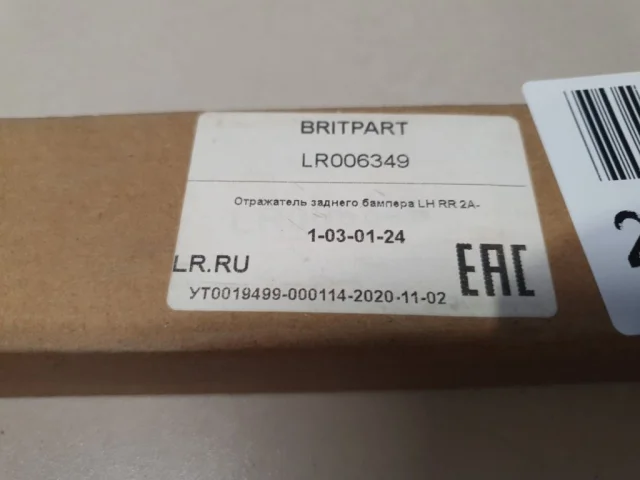 BRITPART
LR006349
Отражатель заднего бампера LH RR 2A-
1-03-01-24
LR.RU
EAC
УТ0019499-000114-2020-11-02
2